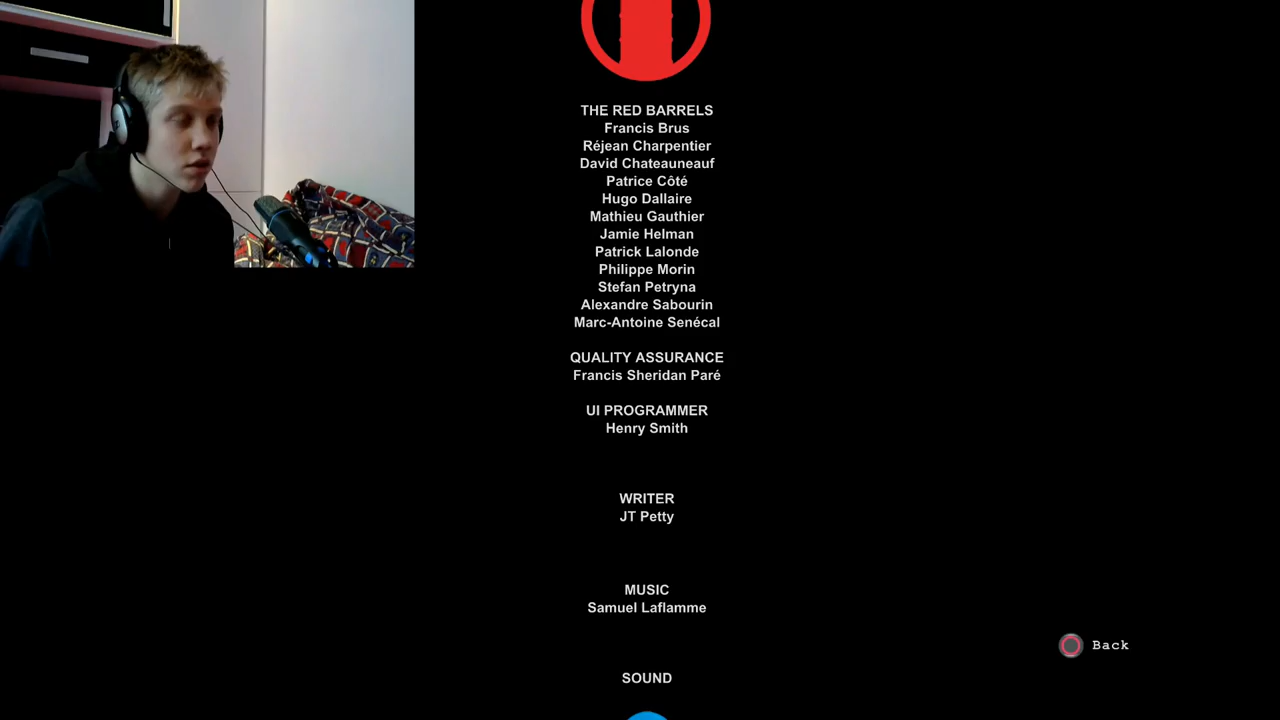 THE RED BARRELS
Francis Brus
Réjean Charpentier
David Chateauneuf
Patrice Côté
Hugo Dallaire
Mathieu Gauthier
Jamie Helman
Patrick Lalonde
Philippe Morin
Stefan Petryna
Alexandre Sabourin
Marc-Antoine Senécal
QUALITY ASSURANCE
Francis Sheridan Paré
UI PROGRAMMER
Henry Smith
WRITER
JT Petty
MUSIC
Samuel Laflamme
Back
SOUND